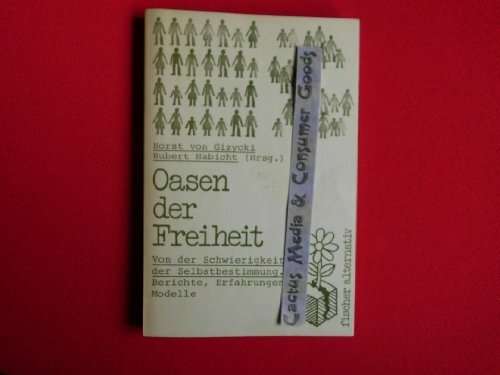 Horst von Gizycki
Hubert Habicht (Hrsg.)
Oasen
der
Freiheit
Von der Schwierigkeit
der Selbstbestimmung.
Berichte, Erfahrungen
Modelle
Cactus Media & Consumer Goods
fischer alternativ